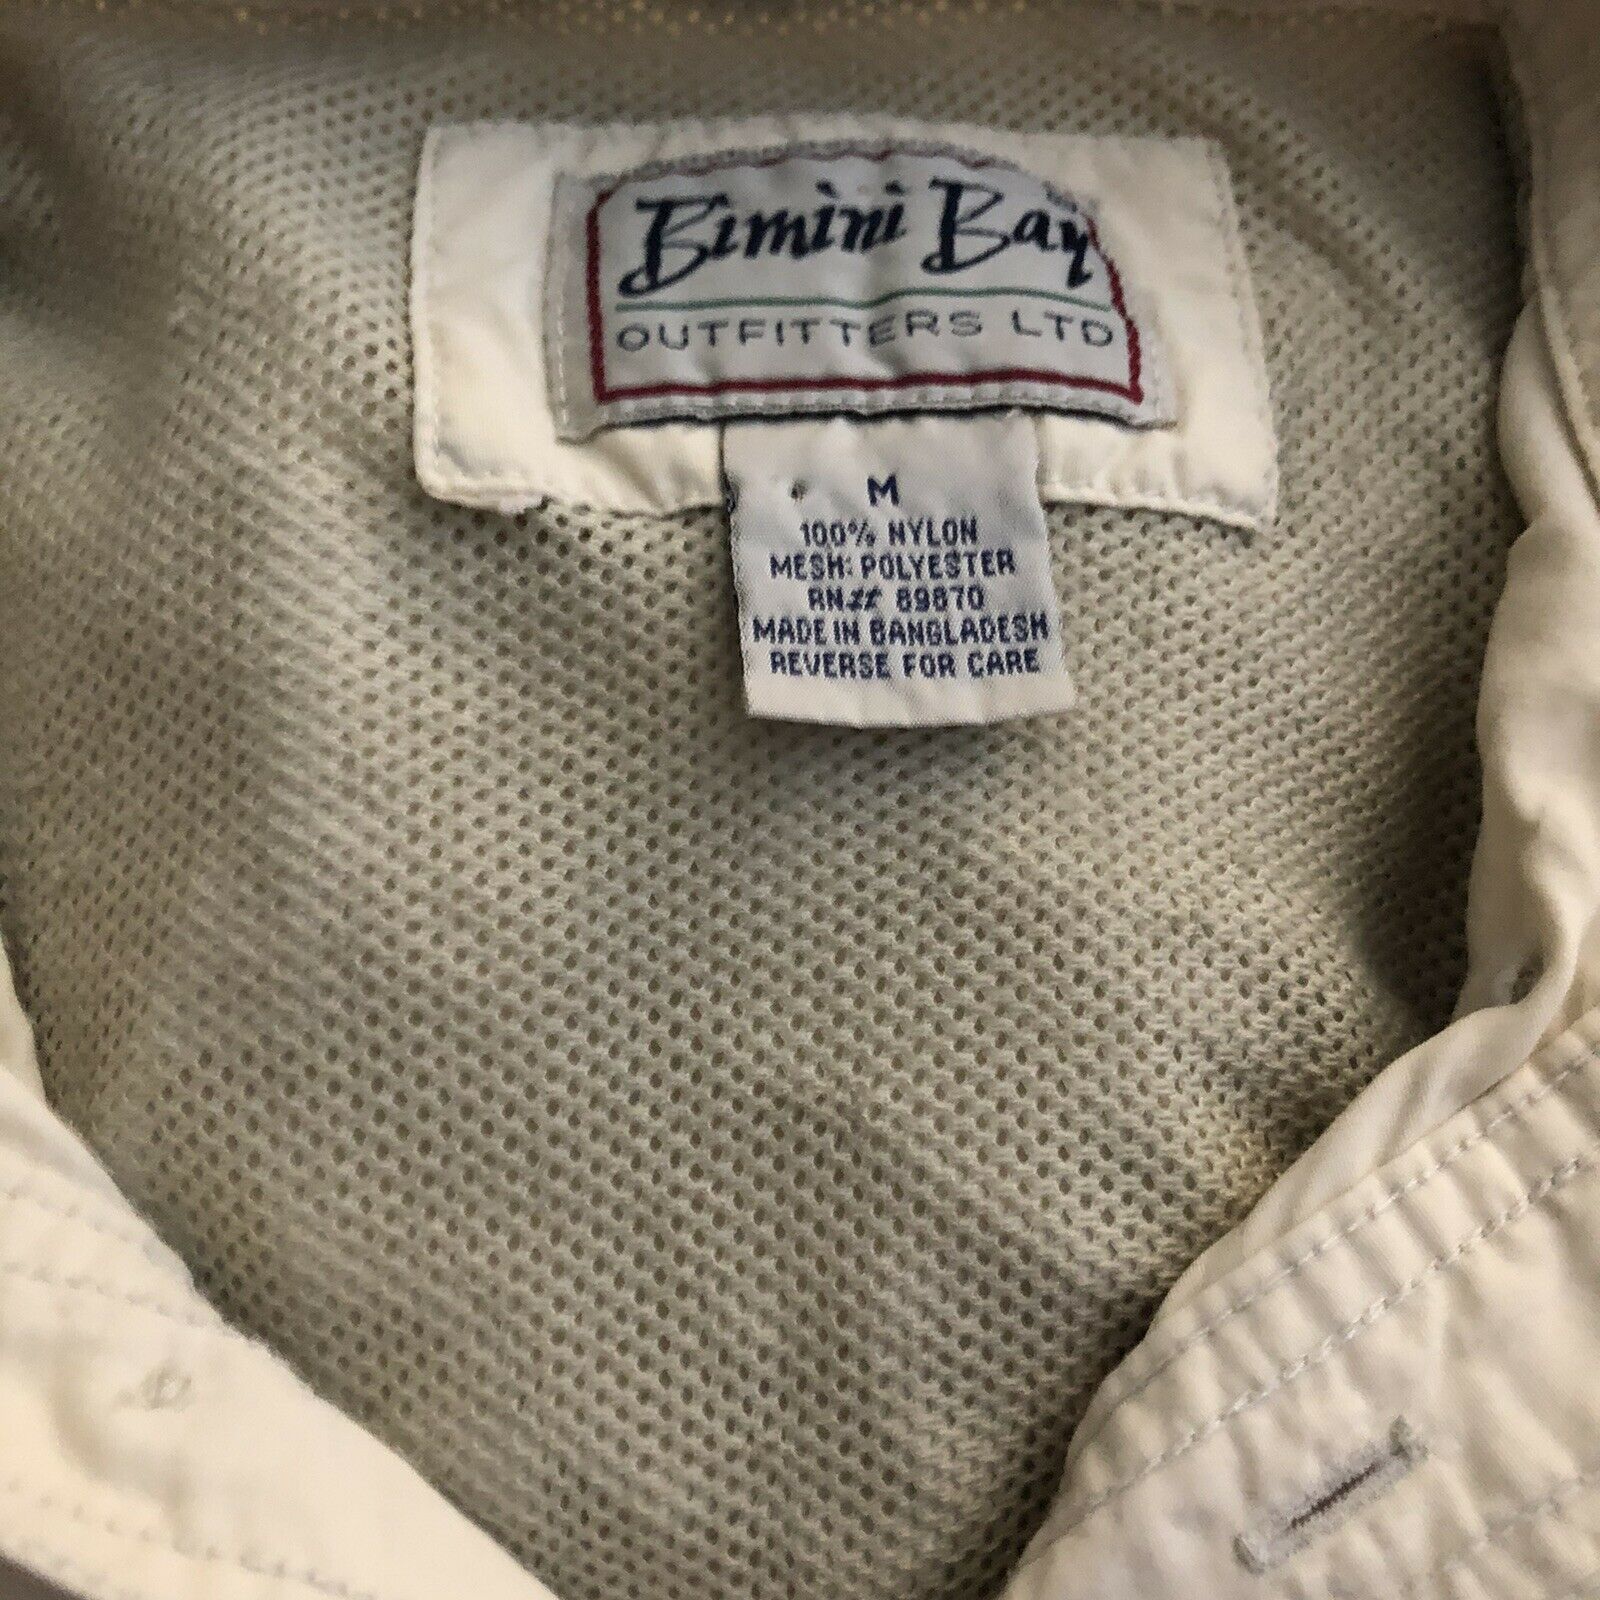 Bimini Bay
OUTFITTERS LTD
M
100% NYLON
MESH: POLYESTER
RN# 89870
MADE IN BANGLADESH
REVERSE FOR CARE